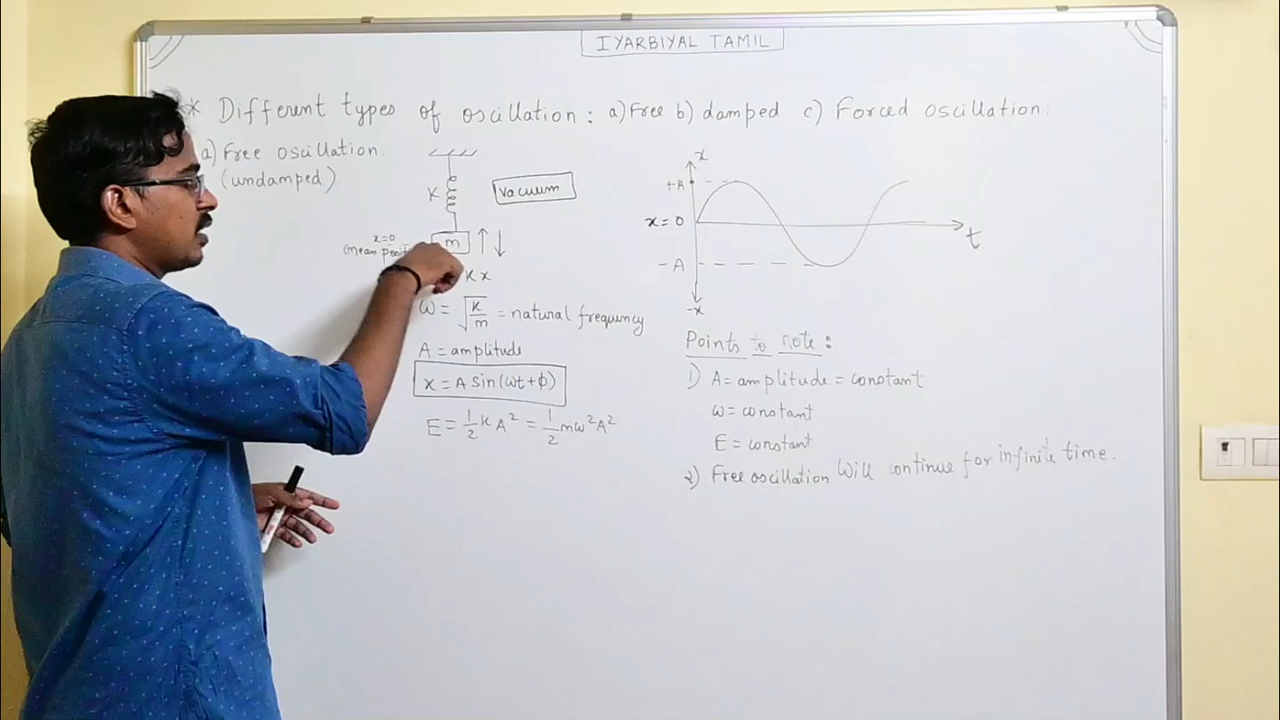 IYARBIYAL TAMIL
Different types of oscillation: a) Free b) damped c) Forced oscillation:
a) Free oscillation.
(undamped)
K
vacuum
x=0
(mean
m
Kx
ω = √K/m = natural frequency
A = amplitude
x = A sin(ωt+ϕ)
E = 1/2 KA² = 1/2 mω²A²
x
+A
x=0
-A
-x
t
Points to note:
1) A = amplitude = constant
ω = constant
E = constant
2) Free oscillation will continue for infinite time.